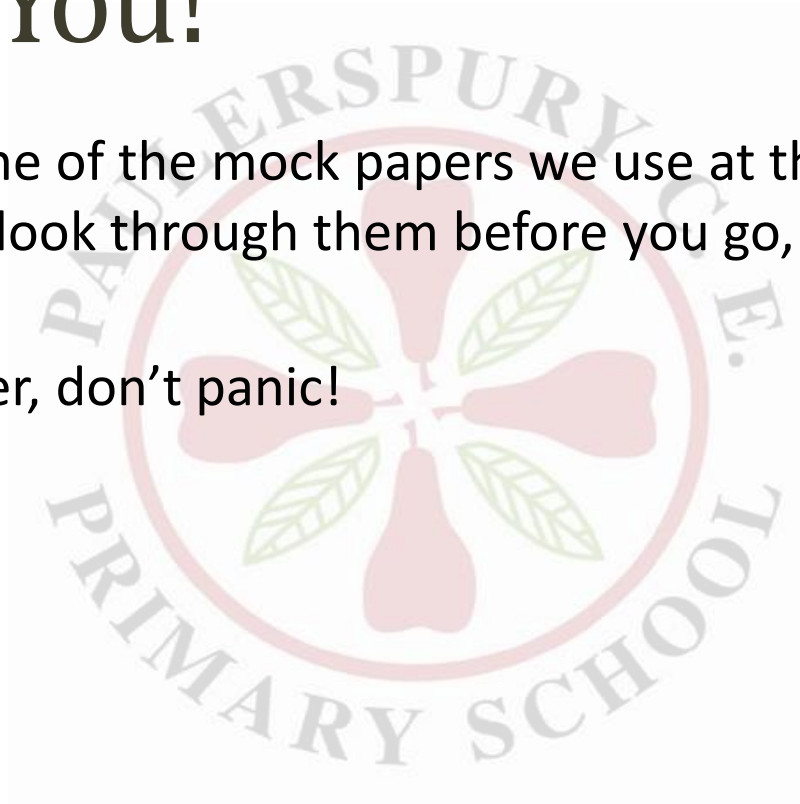 You!
ne of the mock papers we use at th
look through them before you go,
er, don’t panic!
PAULERSPURY C. E.
PRIMARY SCHOOL